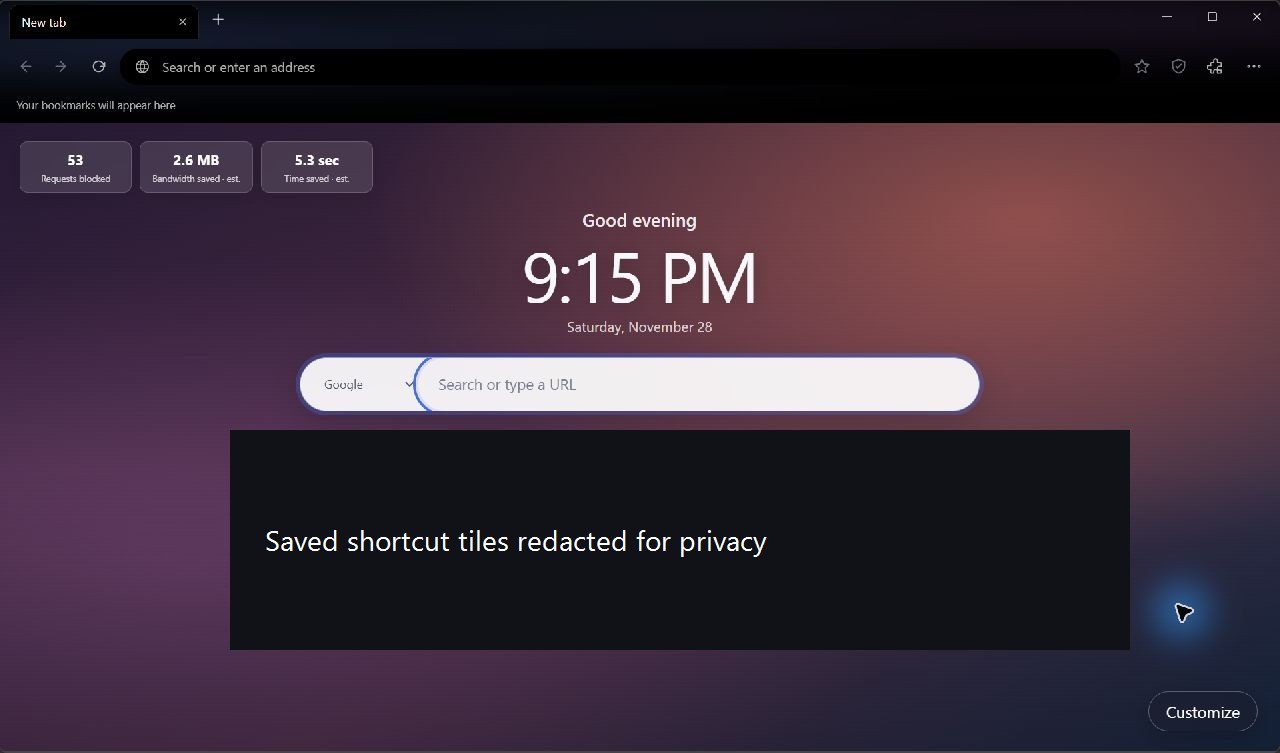 New tab
Search or enter an address
Your bookmarks will appear here
53
Requests blocked
2.6 MB
Bandwidth saved · est.
5.3 sec
Time saved · est.
Good evening
9:15 PM
Saturday, November 28
Google
Search or type a URL
Saved shortcut tiles redacted for privacy
Customize